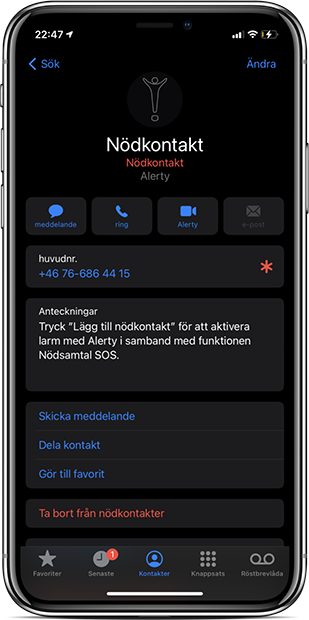 22:47
Sök
Ändra
Nödkontakt
Nödkontakt
Alerty
meddelande
ring
Alerty
e-post
huvudnr.
+46 76-686 44 15
Anteckningar
Tryck "Lägg till nödkontakt" för att aktivera
larm med Alerty i samband med funktionen
Nödsamtal SOS.
Skicka meddelande
Dela kontakt
Gör till favorit
Ta bort från nödkontakter
1
Favoriter
Senaste
Kontakter
Knappsats
Röstbrevlåda